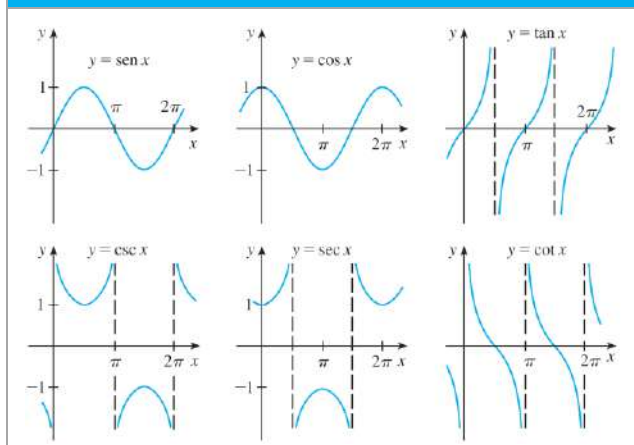 y
y = sen x
1
π
2π
x
−1
y
y = cos x
1
π
2π
x
−1
y
y = tan x
π
2π
x
y
y = csc x
1
π
2π
x
−1
y
y = sec x
1
π
2π
x
−1
y
y = cot x
π
2π
x